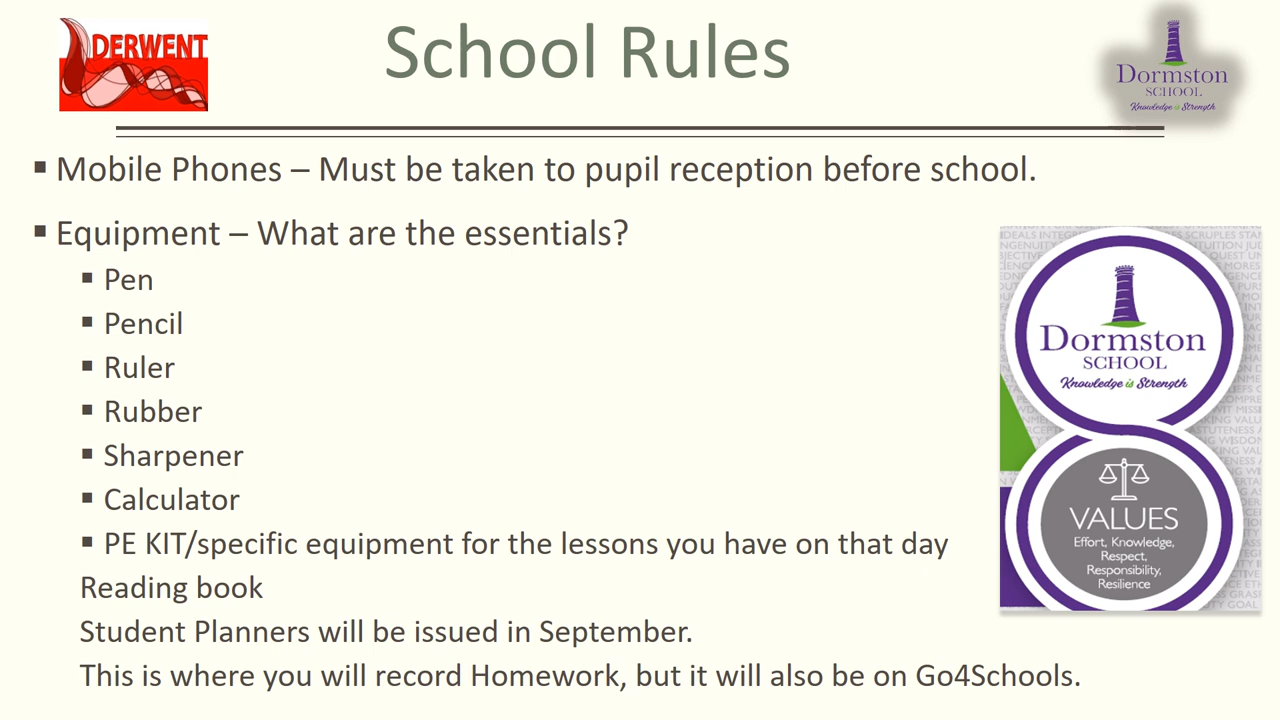 DERWENT
School Rules
Dormston
SCHOOL
Knowledge is Strength
▪ Mobile Phones – Must be taken to pupil reception before school.
▪ Equipment – What are the essentials?
▪ Pen
▪ Pencil
▪ Ruler
▪ Rubber
▪ Sharpener
▪ Calculator
▪ PE KIT/specific equipment for the lessons you have on that day
Reading book
Student Planners will be issued in September.
This is where you will record Homework, but it will also be on Go4Schools.
Dormston
SCHOOL
Knowledge is Strength
VALUES
Effort, Knowledge,
Respect,
Responsibility,
Resilience